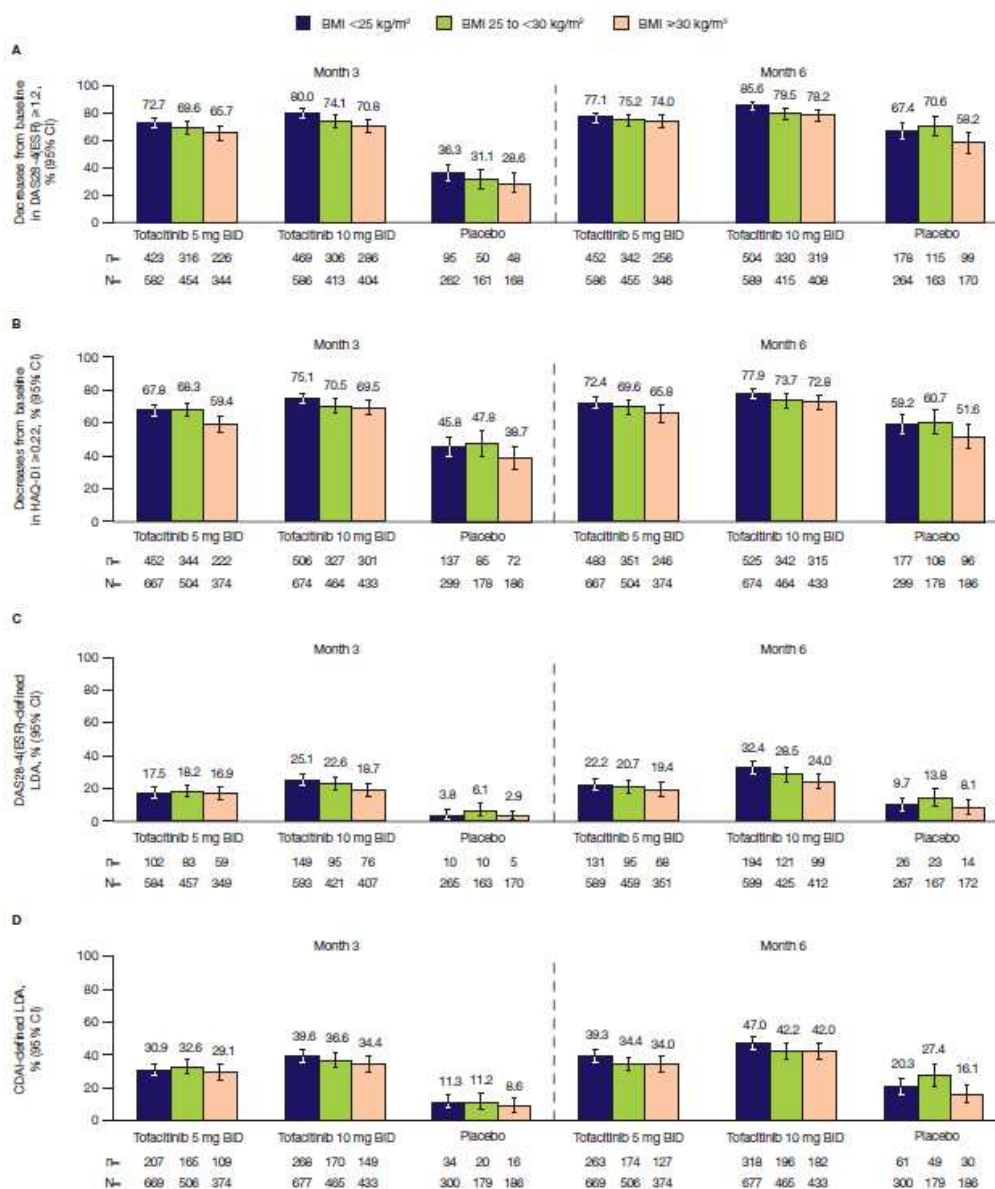 BMI <25 kg/m² BMI 25 to <30 kg/m² BMI ≥30 kg/m²
A
Decreases from baseline
in DAS28-4(ESR) ≥1.2,
% (95% CI)
Month 3 Month 6
100
80
60
40
20
0
72.7 69.6 65.7 80.0 74.1 70.8 36.3 31.1 28.6 77.1 75.2 74.0 85.6 79.5 78.2 67.4 70.6 58.2
Tofacitinib 5 mg BID Tofacitinib 10 mg BID Placebo Tofacitinib 5 mg BID Tofacitinib 10 mg BID Placebo
n= 423 316 226 469 306 286 95 50 48 452 342 256 504 330 319 178 115 99
N= 582 454 344 586 413 404 262 161 168 586 455 346 589 415 408 264 163 170
B
Decreases from baseline
in HAQ-DI ≥0.22, % (95% CI)
Month 3 Month 6
100
80
60
40
20
0
67.8 68.3 59.4 75.1 70.5 69.5 45.8 47.8 38.7 72.4 69.6 65.8 77.9 73.7 72.8 59.2 60.7 51.6
Tofacitinib 5 mg BID Tofacitinib 10 mg BID Placebo Tofacitinib 5 mg BID Tofacitinib 10 mg BID Placebo
n= 452 344 222 506 327 301 137 85 72 483 351 246 525 342 315 177 108 96
N= 667 504 374 674 464 433 299 178 186 667 504 374 674 464 433 299 178 186
C
DAS28-4(ESR)-defined
LDA, % (95% CI)
Month 3 Month 6
100
80
60
40
20
0
17.5 18.2 16.9 25.1 22.6 18.7 3.8 6.1 2.9 22.2 20.7 19.4 32.4 28.5 24.0 9.7 13.8 8.1
Tofacitinib 5 mg BID Tofacitinib 10 mg BID Placebo Tofacitinib 5 mg BID Tofacitinib 10 mg BID Placebo
n= 102 83 59 149 95 76 10 10 5 131 95 68 194 121 99 26 23 14
N= 584 457 349 593 421 407 265 163 170 589 459 351 599 425 412 267 167 172
D
CDAI-defined LDA,
% (95% CI)
Month 3 Month 6
100
80
60
40
20
0
30.9 32.6 29.1 39.6 36.6 34.4 11.3 11.2 8.6 39.3 34.4 34.0 47.0 42.2 42.0 20.3 27.4 16.1
Tofacitinib 5 mg BID Tofacitinib 10 mg BID Placebo Tofacitinib 5 mg BID Tofacitinib 10 mg BID Placebo
n= 207 165 109 268 170 149 34 20 16 263 174 127 318 196 182 61 49 30
N= 669 506 374 677 465 433 300 179 186 669 506 374 677 465 433 300 179 186